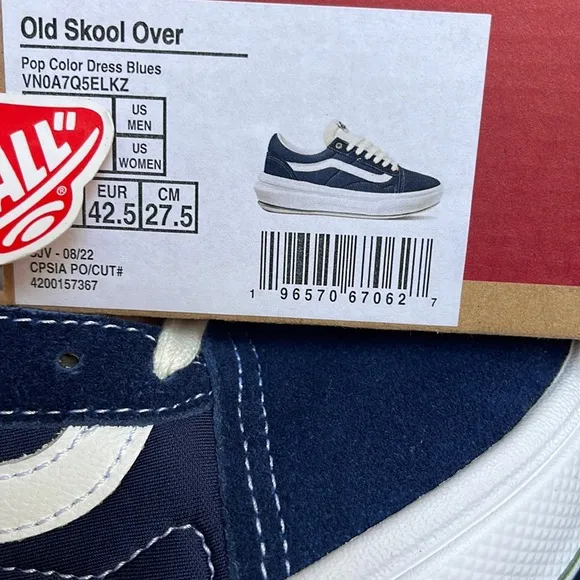 Old Skool Over
Pop Color Dress Blues
VN0A7Q5ELKZ
US
MEN
US
WOMEN
EUR
CM
42.5
27.5
- 08/22
CPSIA PO/CUT#
4200157367
1 96570 67062 7
ALL"
®